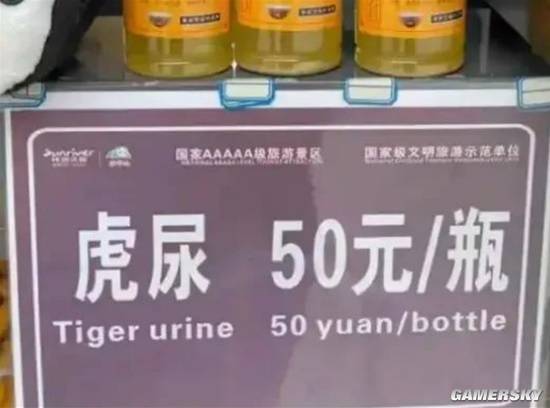 sunriver
国家AAAAA级旅游景区
国家级文明旅游示范单位
虎尿 50元/瓶
Tiger urine 50 yuan/bottle
GAMERSKY